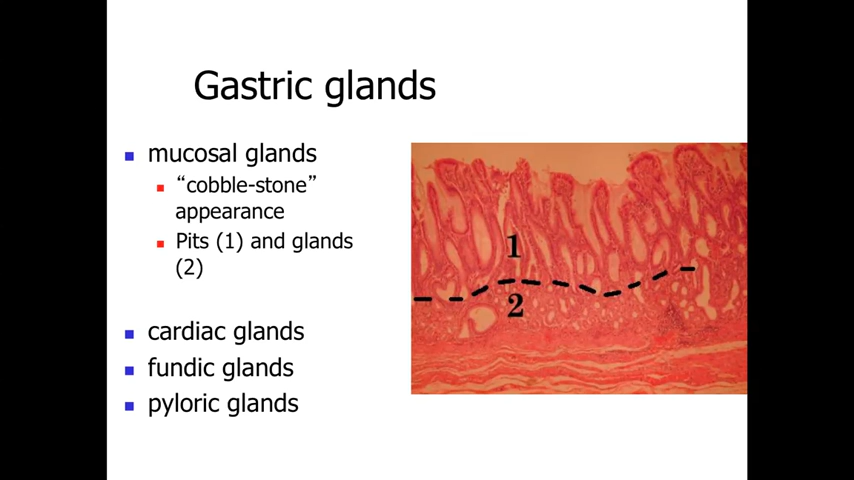 Gastric glands
mucosal glands
“cobble-stone”
appearance
Pits (1) and glands
(2)
cardiac glands
fundic glands
pyloric glands
1
2